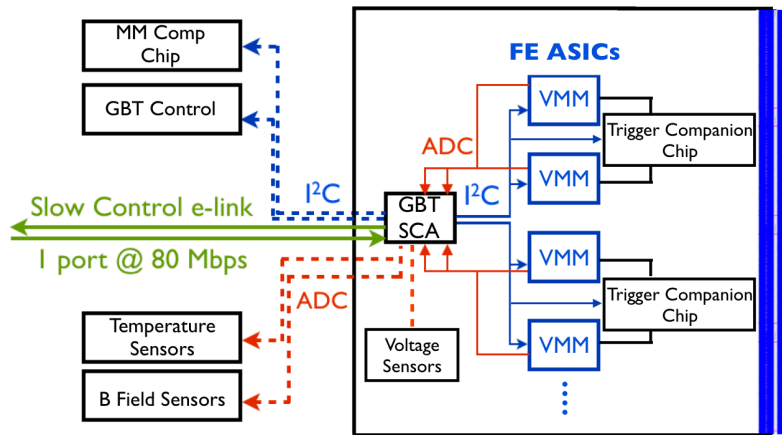 MM Comp
Chip
GBT Control
I²C
Slow Control e-link
1 port @ 80 Mbps
ADC
Temperature
Sensors
B Field Sensors
FE ASICs
VMM
ADC
Trigger Companion
Chip
VMM
I²C
GBT
SCA
VMM
Trigger Companion
Chip
VMM
Voltage
Sensors